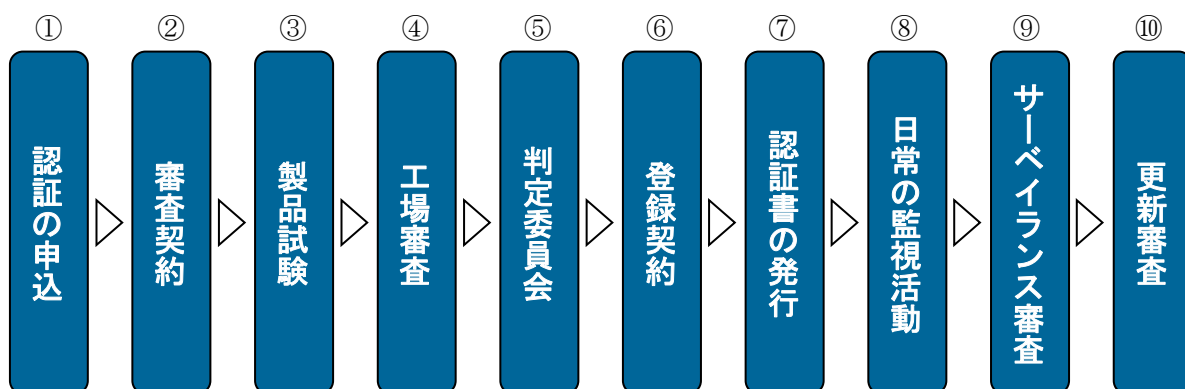 ①
認証の申込
②
審査契約
③
製品試験
④
工場審査
⑤
判定委員会
⑥
登録契約
⑦
認証書の発行
⑧
日常の監視活動
⑨
サーベイランス審査
⑩
更新審査